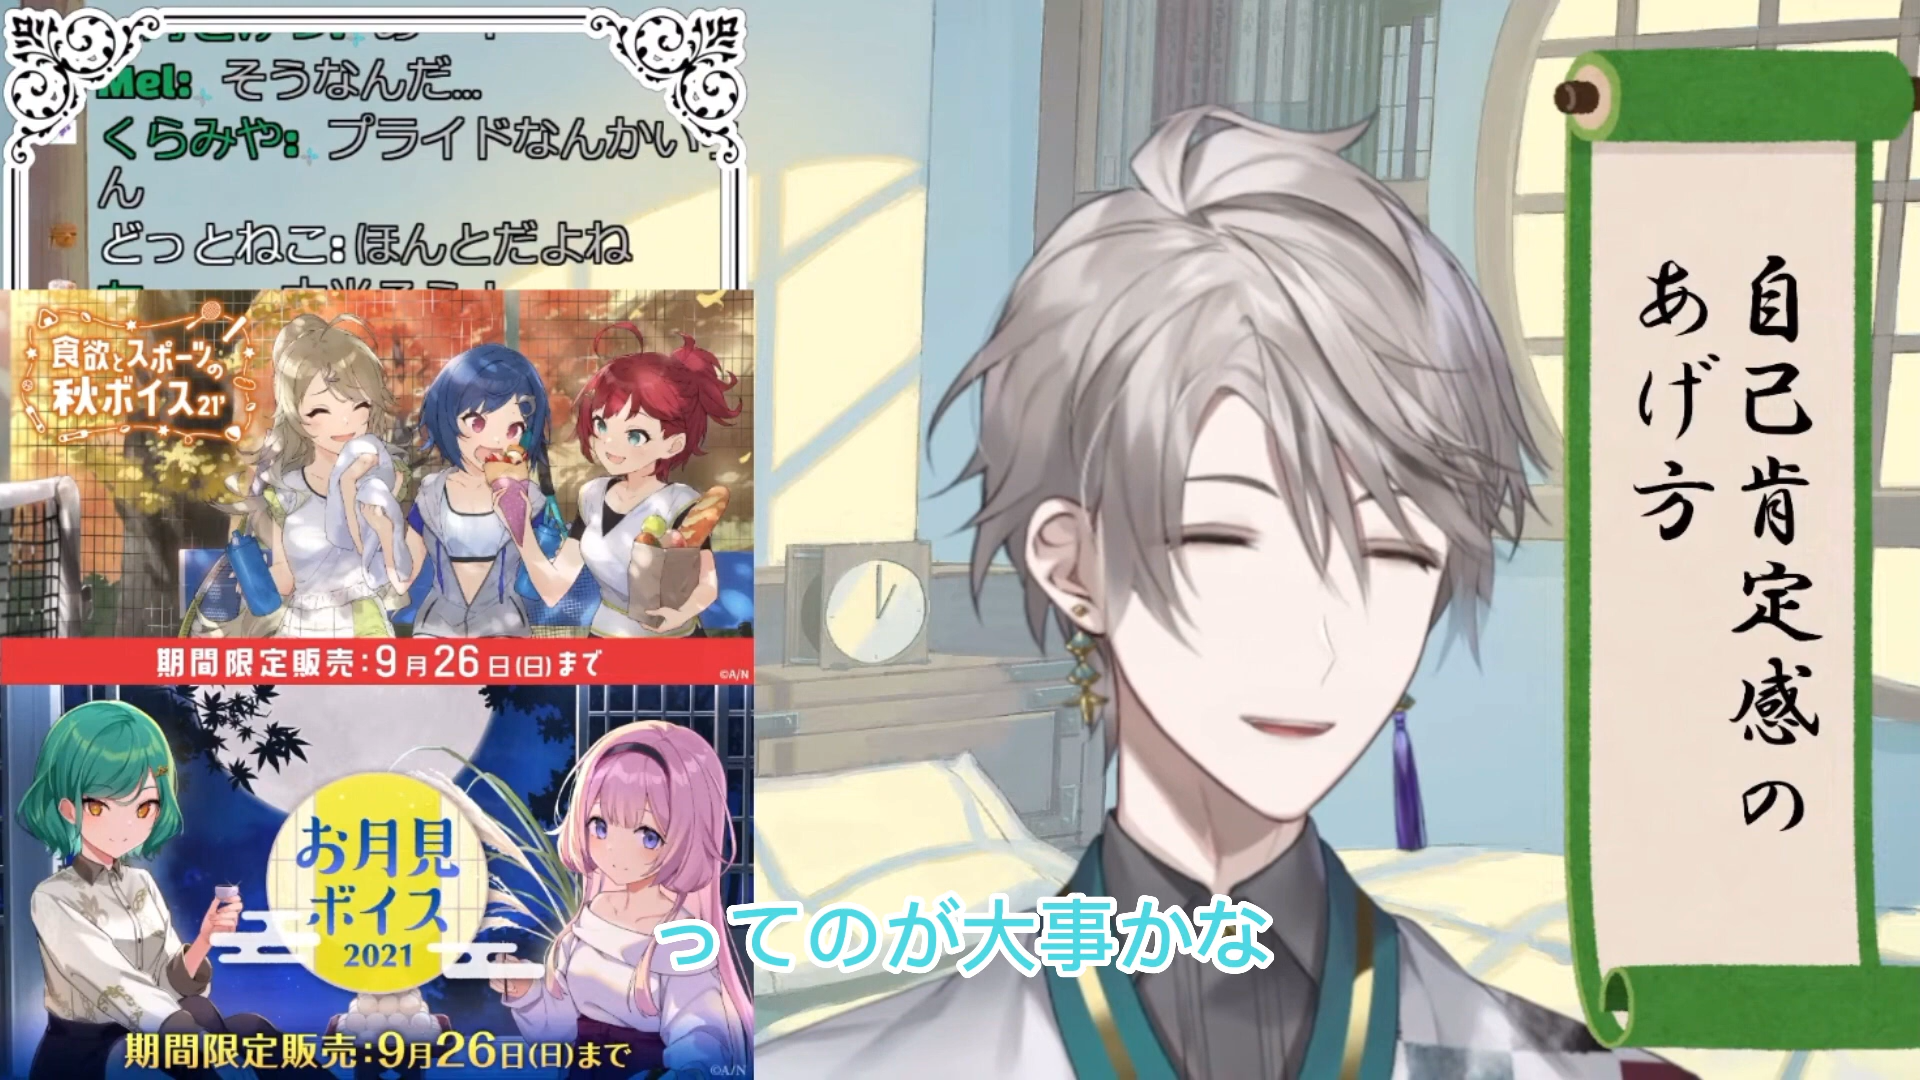 Mel: そうなんだ...
くらみや: プライドなんかい
ん
どっとねこ: ほんとだよね
食欲とスポーツの
秋ボイス21'
期間限定販売:9月26日(日)まで
©A/N
お月見
ボイス
2021
期間限定販売:9月26日(日)まで
©A/N
ってのが大事かな
自己肯定感の
あげ方